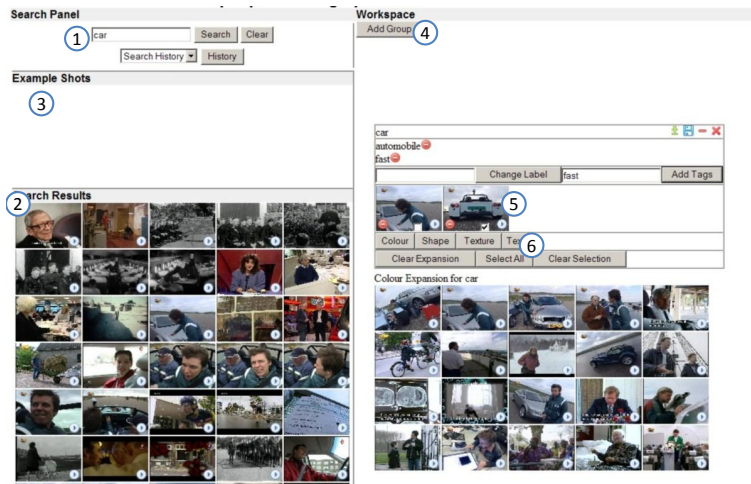 Search Panel
1
car
Search
Clear
Search History
History
Example Shots
3
2
Search Results
Workspace
Add Group
4
car
automobile
fast
Change Label
fast
Add Tags
5
Colour
Shape
Texture
6
Clear Expansion
Select All
Clear Selection
Colour Expansion for car